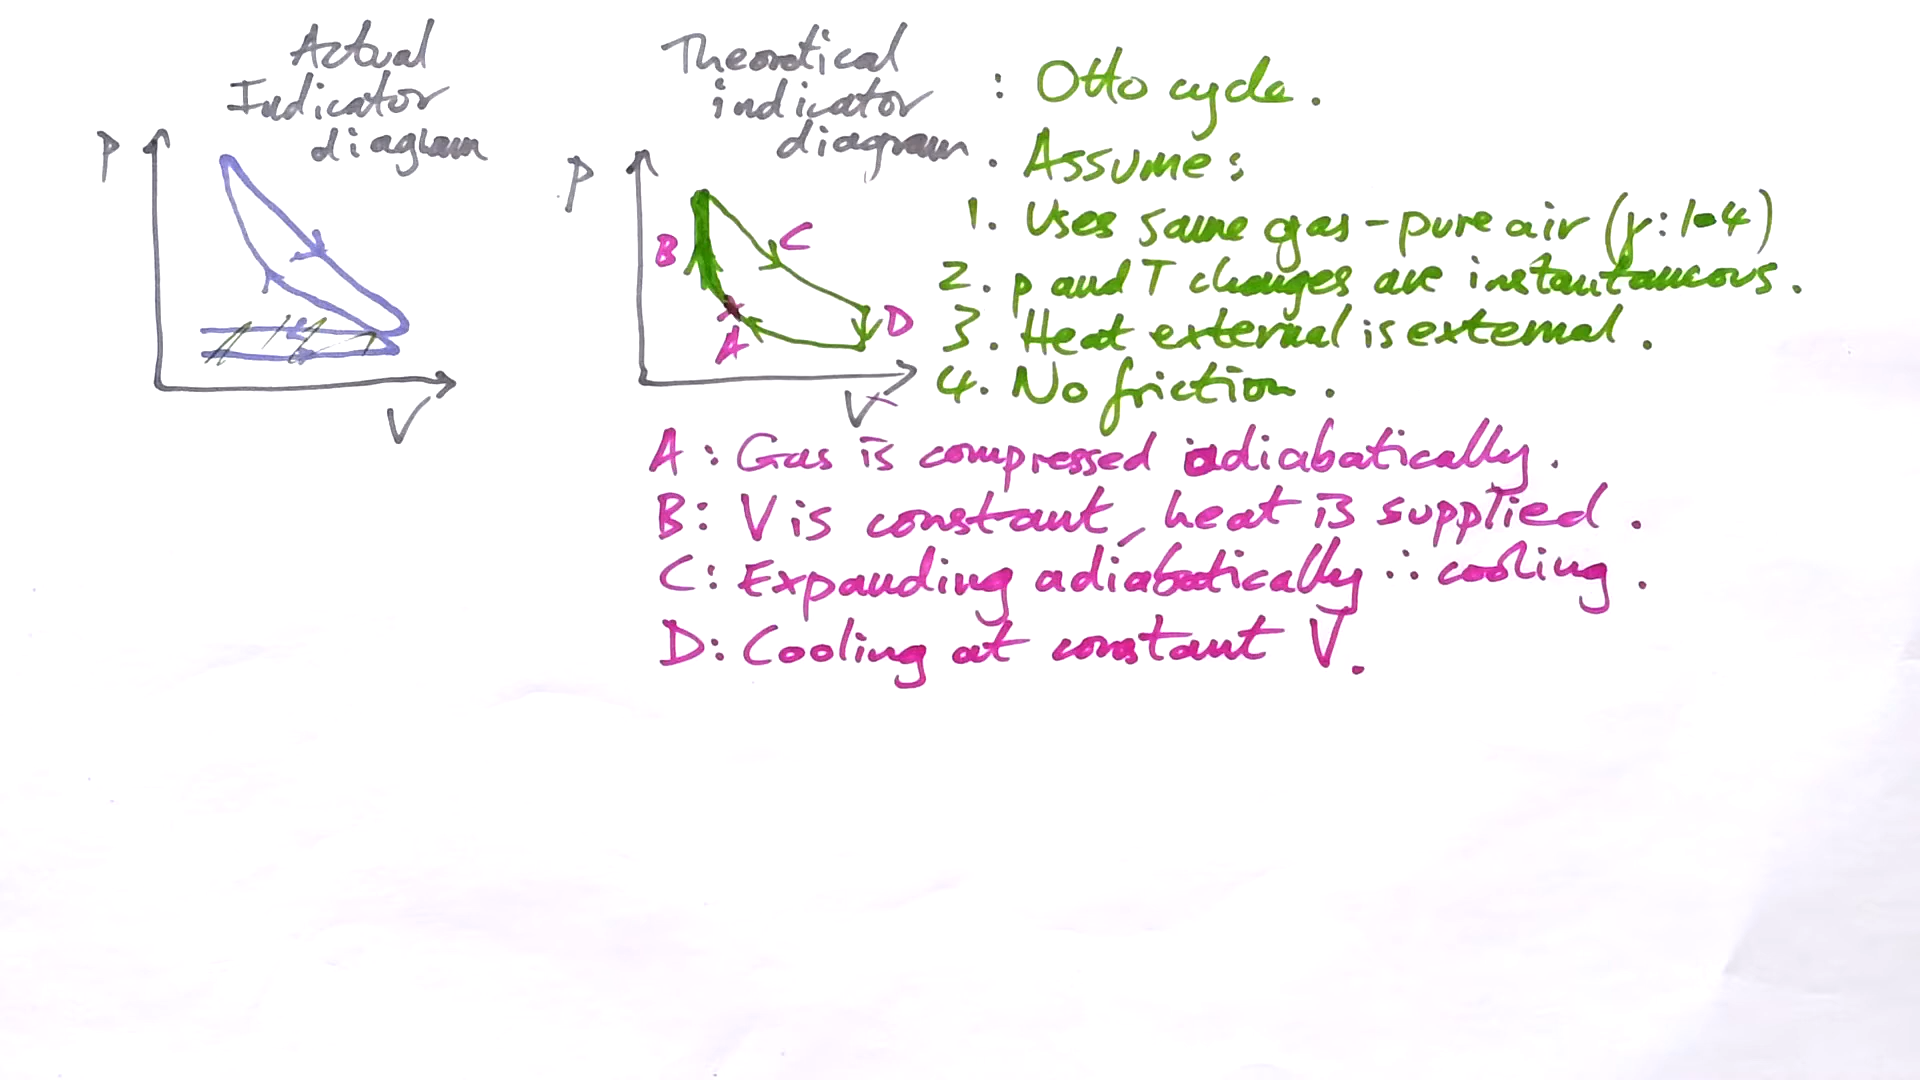 Actual
Indicator
diagram
P
V
Theoretical
indicator
diagram.
: Otto cycle.
P
V
A
B
C
D
Assume:
1. Uses same gas - pure air (γ: 1.4)
2. p and T changes are instantaneous.
3. Heat external is external.
4. No friction.
A: Gas is compressed adiabatically.
B: V is constant, heat is supplied.
C: Expanding adiabatically ∴ cooling.
D: Cooling at constant V.